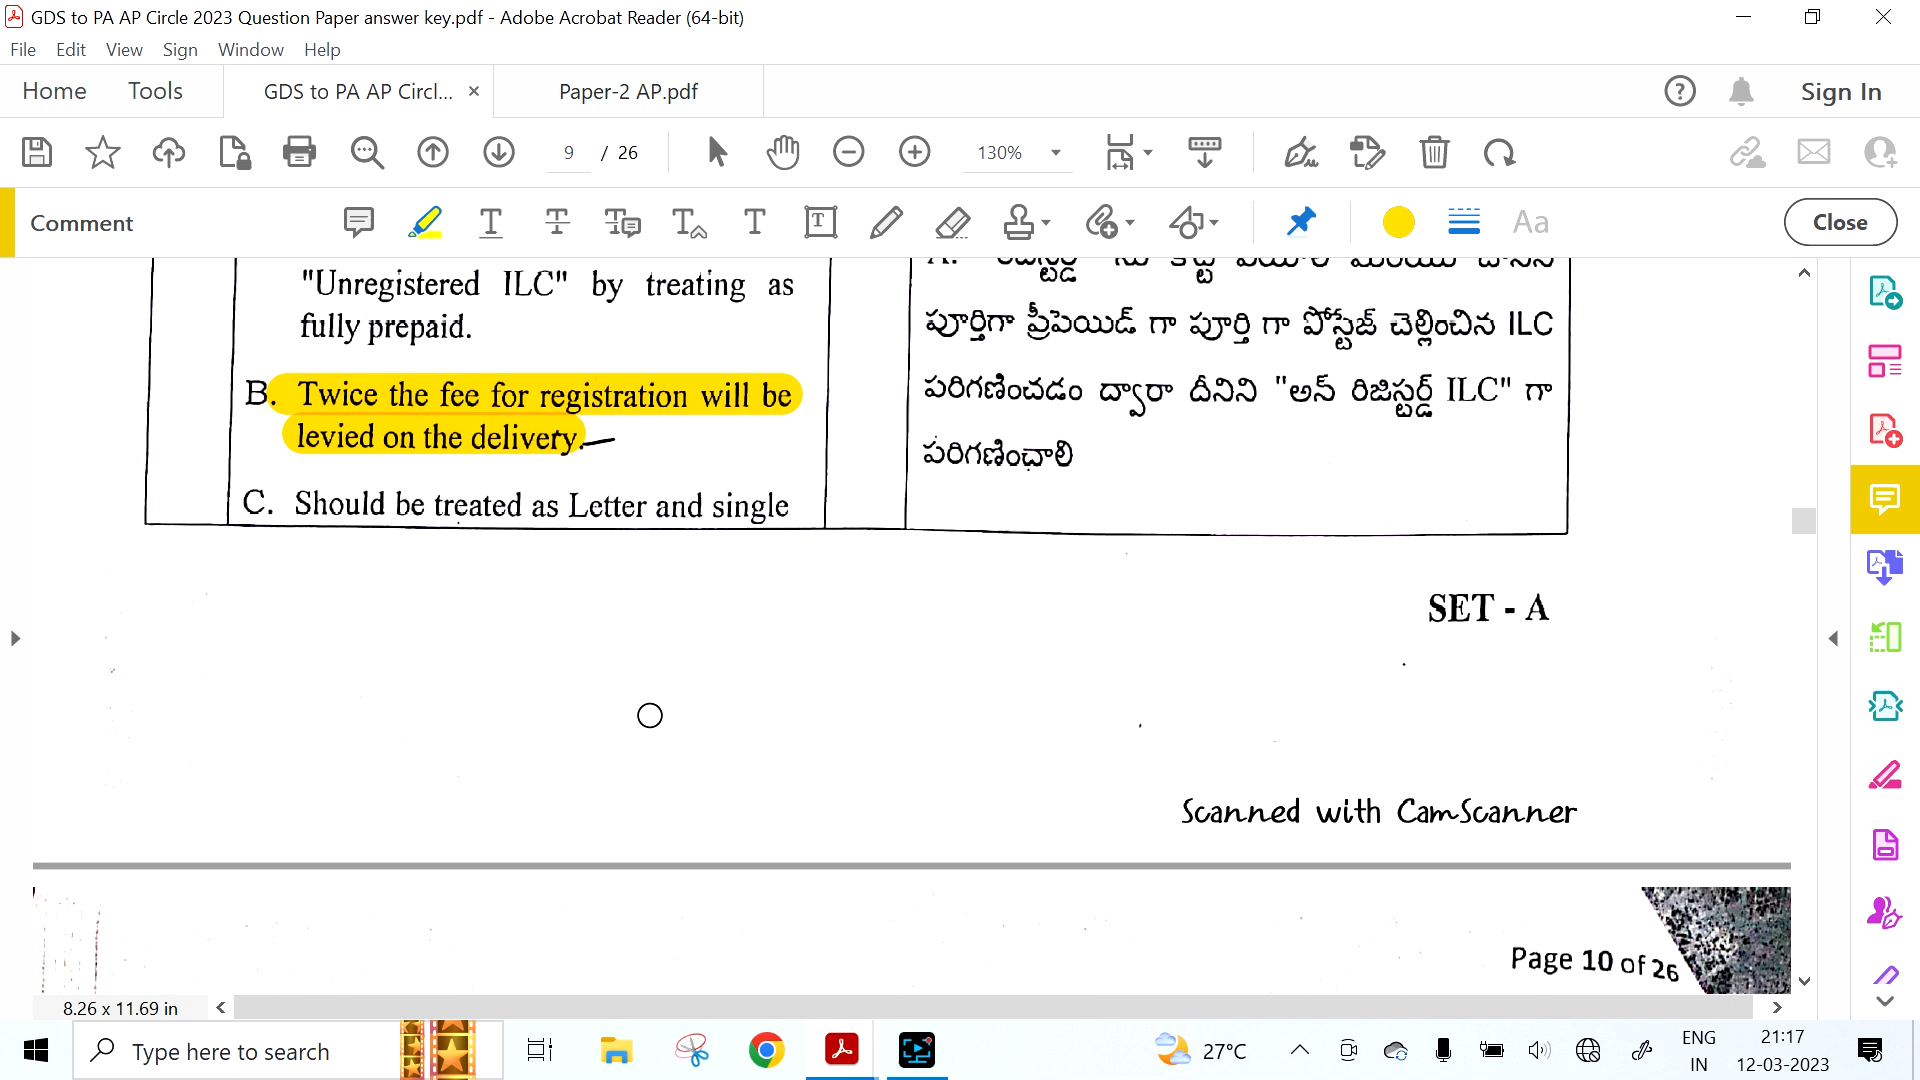 GDS to PA AP Circle 2023 Question Paper answer key.pdf - Adobe Acrobat Reader (64-bit)
File Edit View Sign Window Help
Home Tools GDS to PA AP Circl... × Paper-2 AP.pdf Sign In
9 / 26 130%
Comment Aa Close
"Unregistered ILC" by treating as
fully prepaid.
B. Twice the fee for registration will be
levied on the delivery.
C. Should be treated as Letter and single
పూర్తిగా ప్రీపెయిడ్ గా పూర్తి గా పోస్టేజ్ చెల్లించిన ILC
పరిగణించడం ద్వారా దీనిని "అన్ రిజిస్టర్డ్ ILC" గా
పరిగణించాలి
SET - A
Scanned with CamScanner
Page 10 of 26
8.26 x 11.69 in
Type here to search
27°C
ENG
IN
21:17
12-03-2023